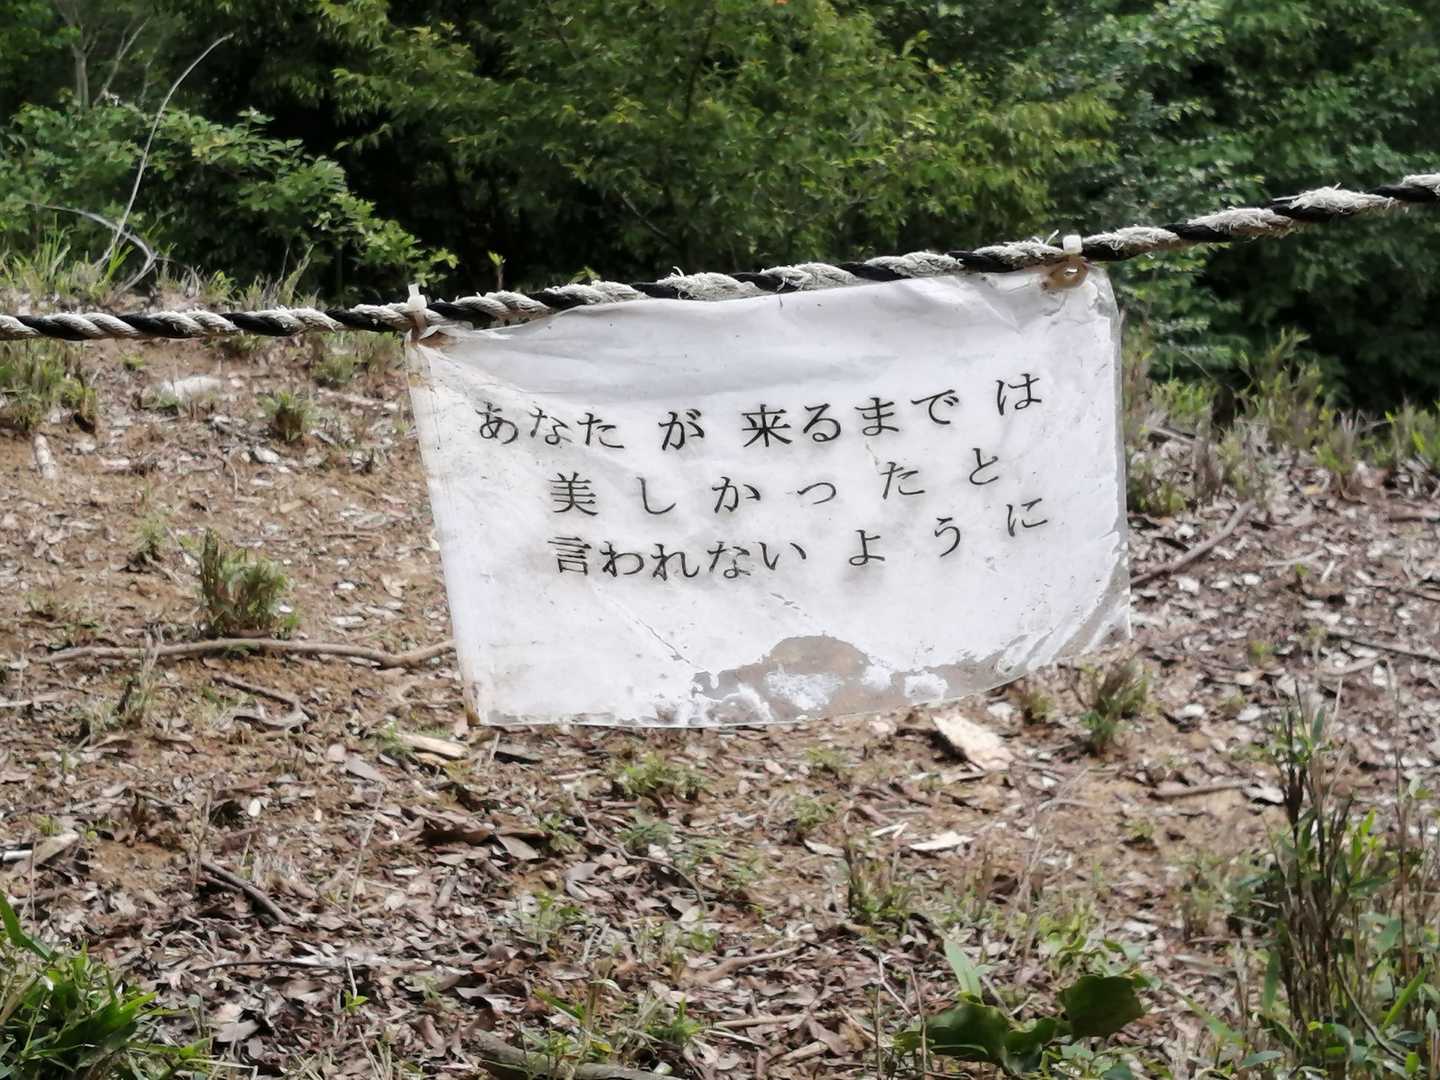 あなたが来るまでは
美しかったと
言われないように